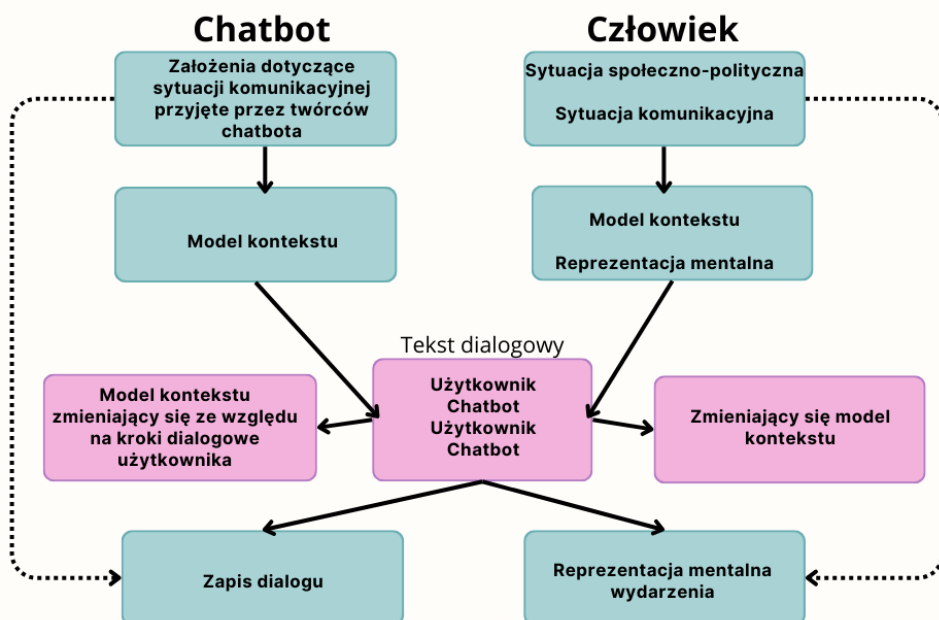 Chatbot
Człowiek
Założenia dotyczące
sytuacji komunikacyjnej
przyjęte przez twórców
chatbota
Sytuacja społeczno-polityczna
Sytuacja komunikacyjna
Model kontekstu
Model kontekstu
Reprezentacja mentalna
Tekst dialogowy
Model kontekstu
zmieniający się ze względu
na kroki dialogowe
użytkownika
Użytkownik
Chatbot
Użytkownik
Chatbot
Zmieniający się model
kontekstu
Zapis dialogu
Reprezentacja mentalna
wydarzenia